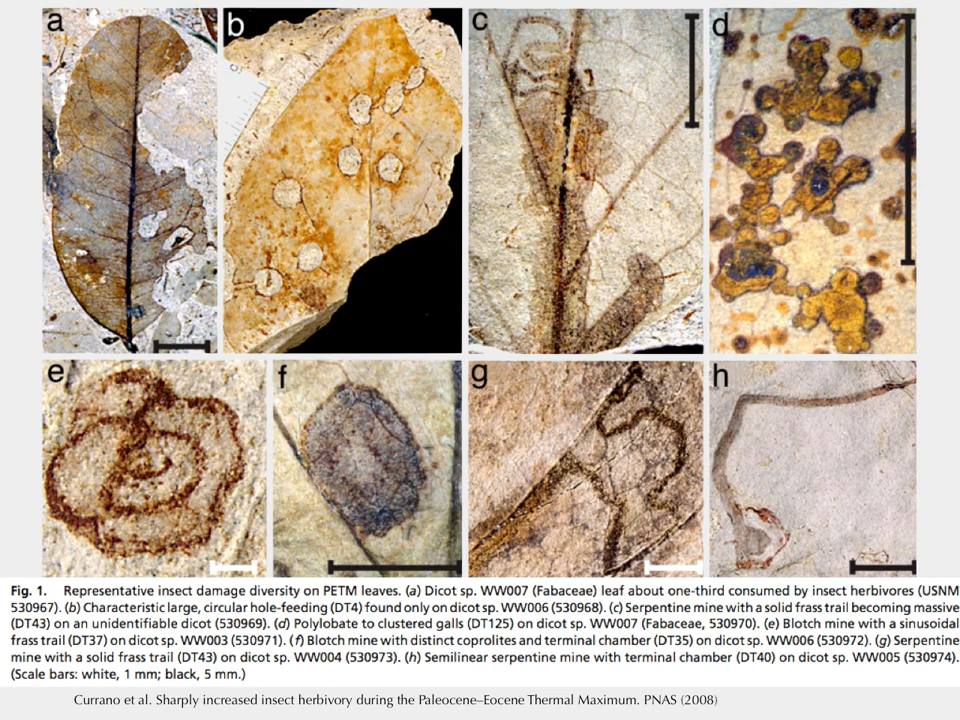 a
b
c
d
e
f
g
h
Fig. 1. Representative insect damage diversity on PETM leaves. (a) Dicot sp. WW007 (Fabaceae) leaf about one-third consumed by insect herbivores (USNM
530967). (b) Characteristic large, circular hole-feeding (DT4) found only on dicot sp. WW006 (530968). (c) Serpentine mine with a solid frass trail becoming massive
(DT43) on an unidentifiable dicot (530969). (d) Polylobate to clustered galls (DT125) on dicot sp. WW007 (Fabaceae, 530970). (e) Blotch mine with a sinusoidal
frass trail (DT37) on dicot sp. WW003 (530971). (f) Blotch mine with distinct coprolites and terminal chamber (DT35) on dicot sp. WW006 (530972). (g) Serpentine
mine with a solid frass trail (DT43) on dicot sp. WW004 (530973). (h) Semilinear serpentine mine with terminal chamber (DT40) on dicot sp. WW005 (530974).
(Scale bars: white, 1 mm; black, 5 mm.)
Currano et al. Sharply increased insect herbivory during the Paleocene–Eocene Thermal Maximum. PNAS (2008)